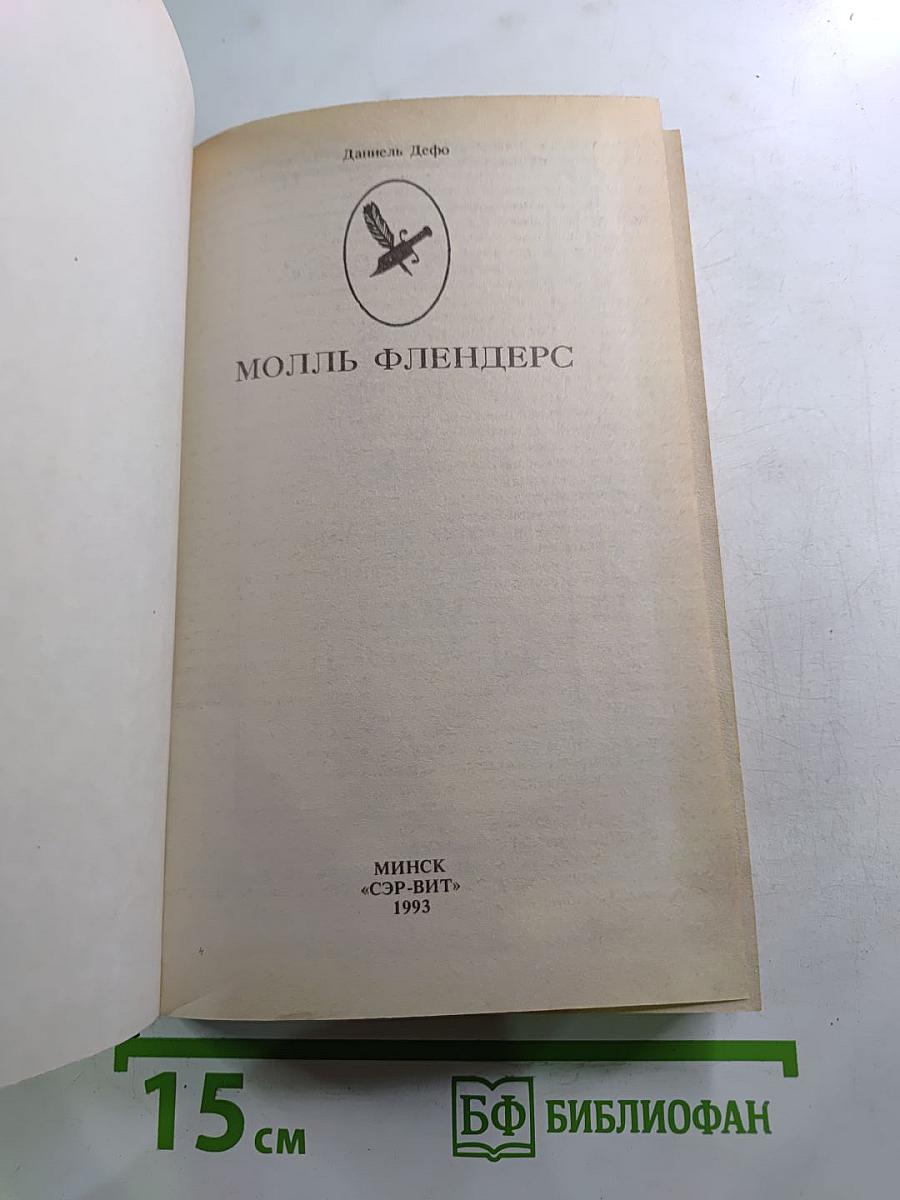 Даниель Дефо
МОЛЛЬ ФЛЕНДЕРС
МИНСК
«СЭР-ВИТ»
1993
15 см
БФ БИБЛИОФАН